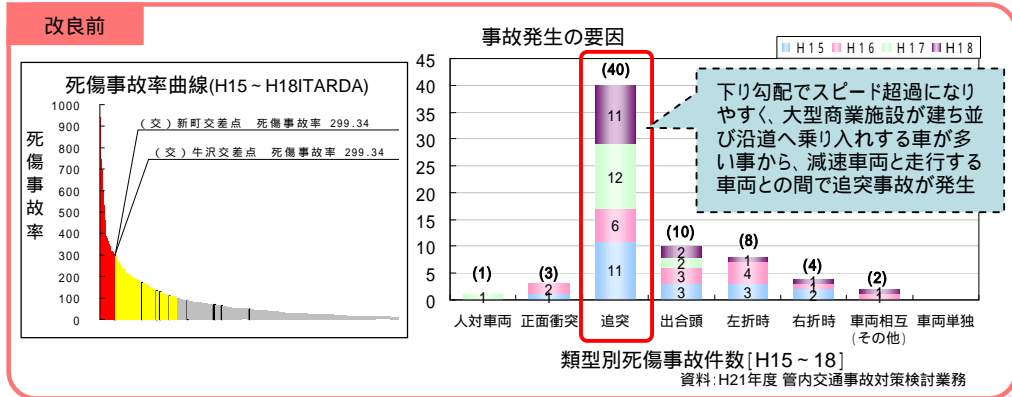 改良前
死傷事故率曲線(H15～H18ITARDA)
死傷事故率
1000
900
800
700
600
500
400
300
200
100
0
(交)新町交差点 死傷事故率 299.34
(交)牛沢交差点 死傷事故率 299.34
事故発生の要因
H15 H16 H17 H18
45
40
35
30
25
20
15
10
5
0
(1)
1
(3)
2
1
(40)
11
12
6
11
(10)
2
2
3
3
(8)
1
4
3
(4)
1
1
2
(2)
1
1
人対車両 正面衝突 追突 出合頭 左折時 右折時 車両相互 車両単独
(その他)
下り勾配でスピード超過になり
やすく、大型商業施設が建ち並
び沿道へ乗り入れする車が多
い事から、減速車両と走行する
車両との間で追突事故が発生
類型別死傷事故件数[H15～18]
資料:H21年度 管内交通事故対策検討業務